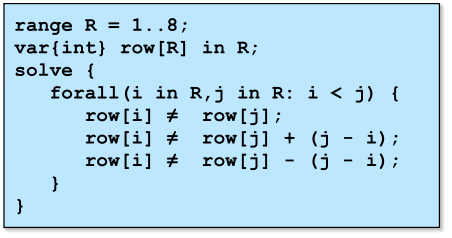 range R = 1..8;
var{int} row[R] in R;
solve {
forall(i in R,j in R: i < j) {
row[i] ≠ row[j];
row[i] ≠ row[j] + (j - i);
row[i] ≠ row[j] - (j - i);
}
}